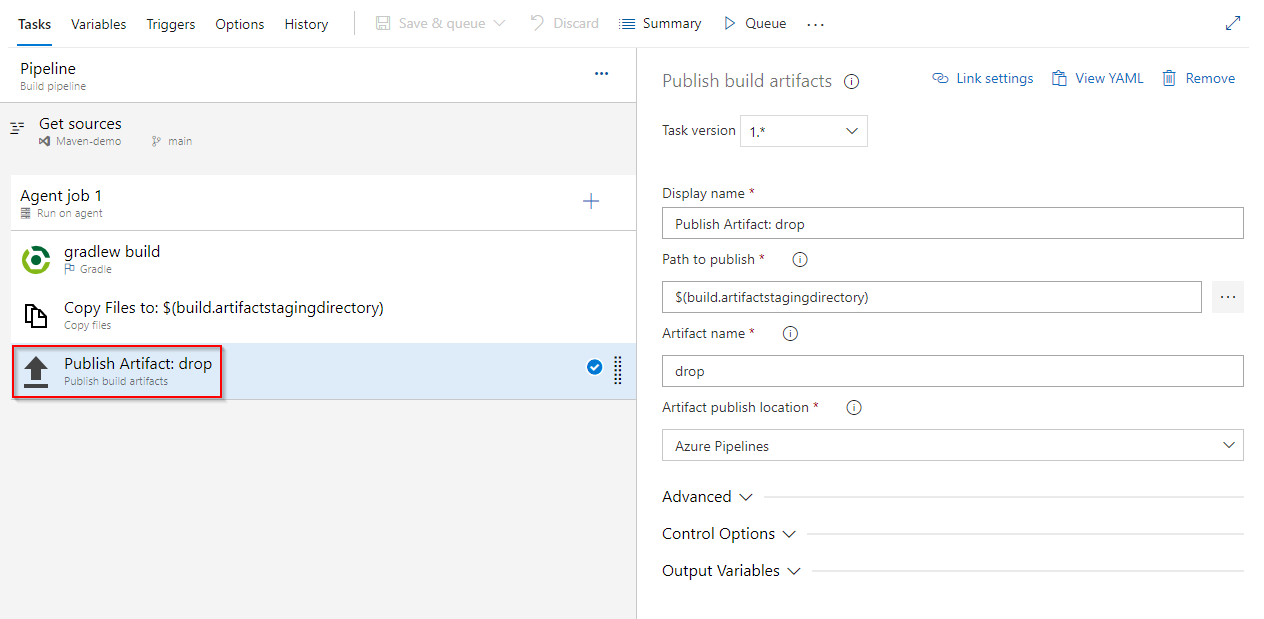 Tasks Variables Triggers Options History Save & queue Discard Summary Queue ...
Pipeline
Build pipeline
Get sources
Maven-demo main
Agent job 1
Run on agent
gradlew build
Gradle
Copy Files to: $(build.artifactstagingdirectory)
Copy files
Publish Artifact: drop
Publish build artifacts
Publish build artifacts Link settings View YAML Remove
Task version 1.*
Display name *
Publish Artifact: drop
Path to publish *
$(build.artifactstagingdirectory)
Artifact name *
drop
Artifact publish location *
Azure Pipelines
Advanced
Control Options
Output Variables